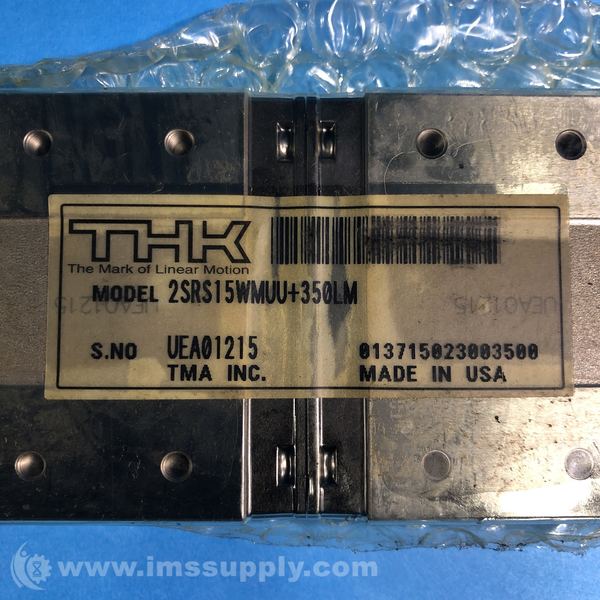 THK
The Mark of Linear Motion
MODEL 2SRS15WMUU+350LM
UEA01215
UEA01215
S.NO UEA01215
013715023003500
TMA INC.
MADE IN USA
www.imssupply.com